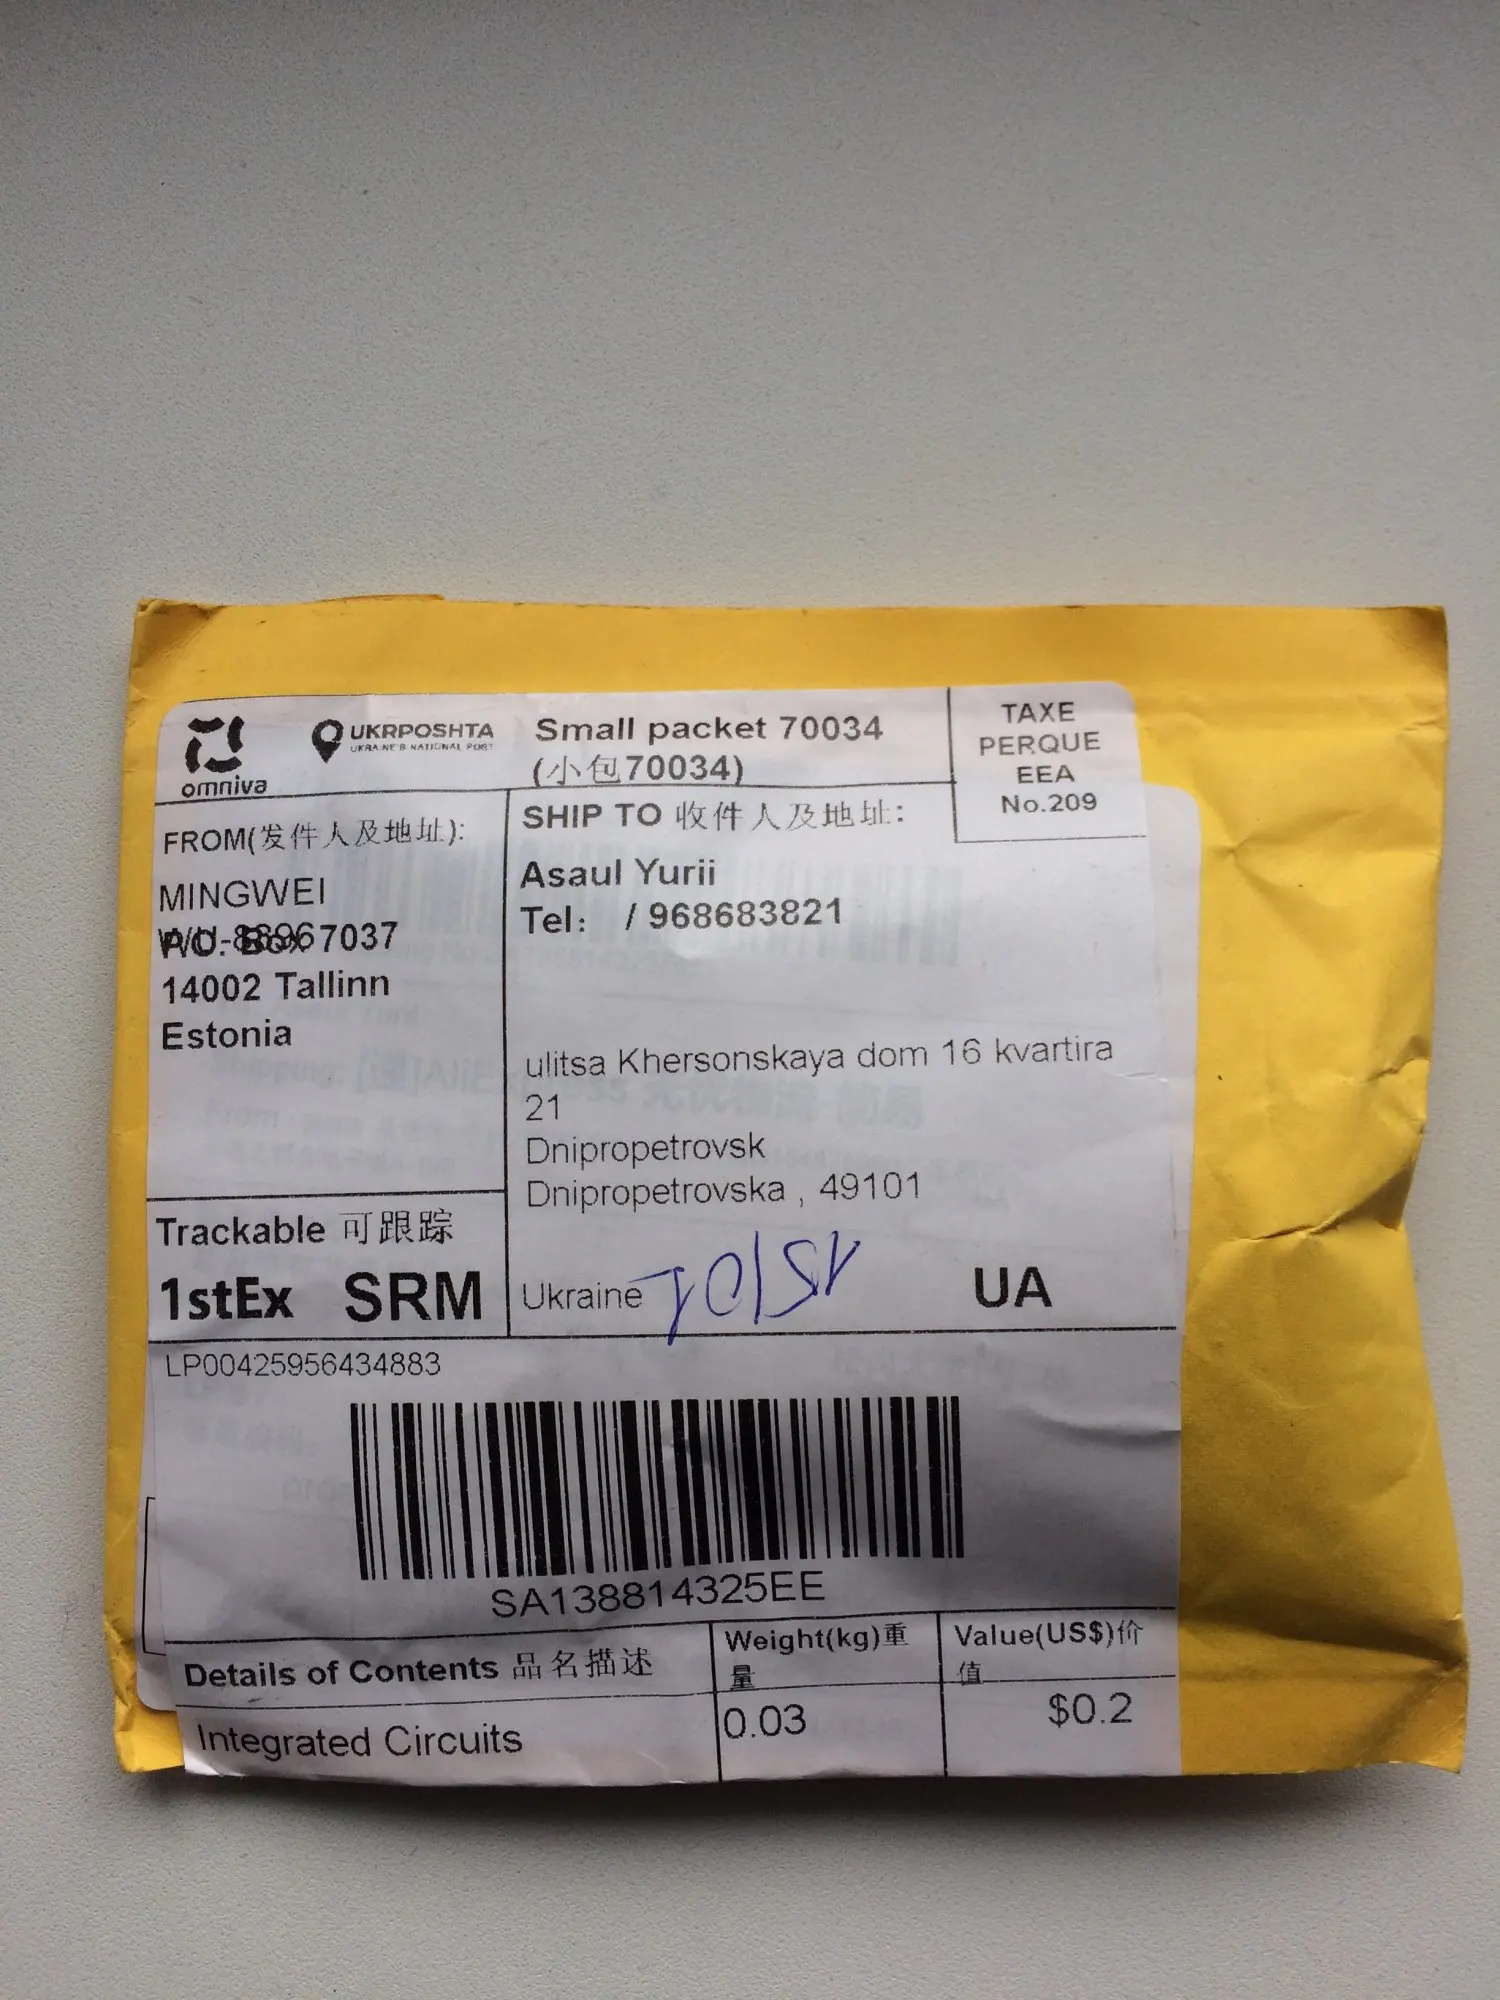 omniva
UKRPOSHTA
UKRAINE'S NATIONAL POST
Small packet 70034
(小包70034)
TAXE
PERQUE
EEA
No.209
FROM(发件人及地址):
MINGWEI
P.O. Box 7037
14002 Tallinn
Estonia
SHIP TO 收件人及地址:
Asaul Yurii
Tel: / 968683821
ulitsa Khersonskaya dom 16 kvartira
21
Dnipropetrovsk
Dnipropetrovska , 49101
Ukraine
UA
Trackable 可跟踪
1stEx SRM
LP00425956434883
SA138814325EE
Details of Contents 品名描述
Weight(kg)重
量
Value(US$)价
值
Integrated Circuits
0.03
$0.2